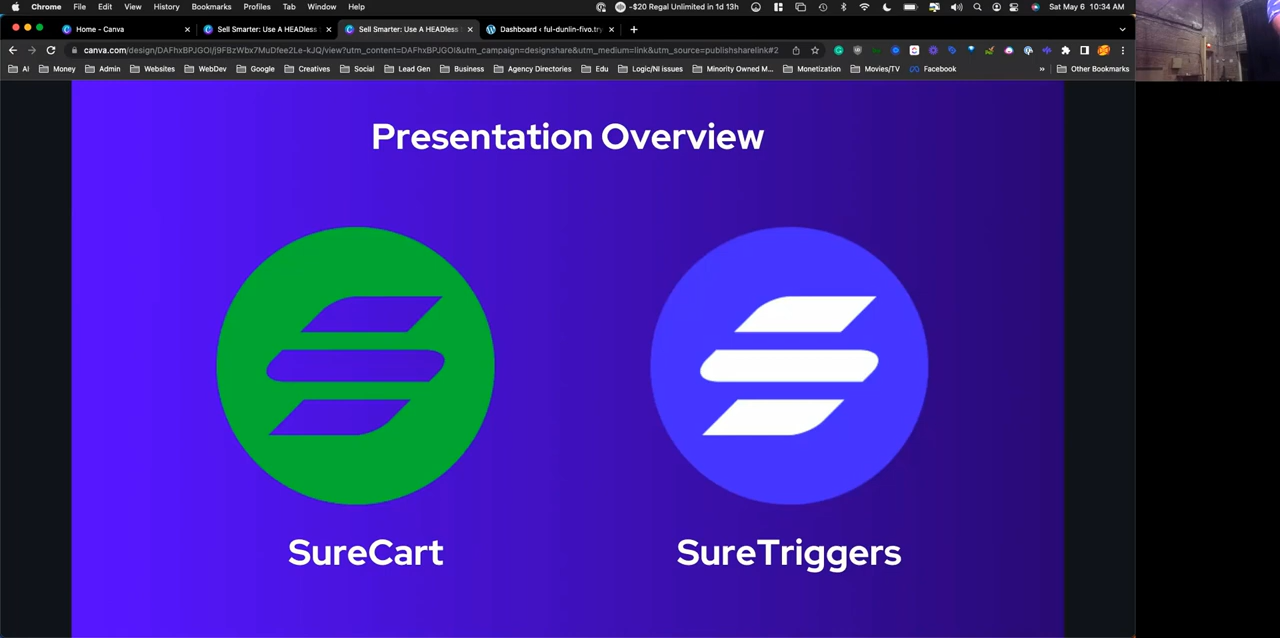 Chrome File Edit View History Bookmarks Profiles Tab Window Help -$20 Regal Unlimited in 1d 13h Sat May 6 10:34 AM
Home - Canva Sell Smarter: Use A HEADless Sell Smarter: Use A HEADless Dashboard ‹ ful-dunlin-fivo.try
canva.com/design/DAFhxBPJGOI/j9FBzWbx7MuDfee2Le-kJQ/view?utm_content=DAFhxBPJGOI&utm_campaign=designshare&utm_medium=link&utm_source=publishsharelink#2
AI Money Admin Websites WebDev Google Creatives Social Lead Gen Business Agency Directories Edu Logic/NI issues Minority Owned M... Monetization Movies/TV Facebook » Other Bookmarks
Presentation Overview
SureCart SureTriggers